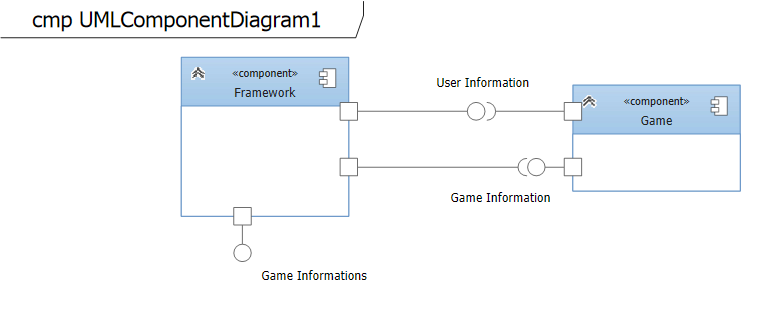 cmp UMLComponentDiagram1
«component»
Framework
User Information
«component»
Game
Game Information
Game Informations